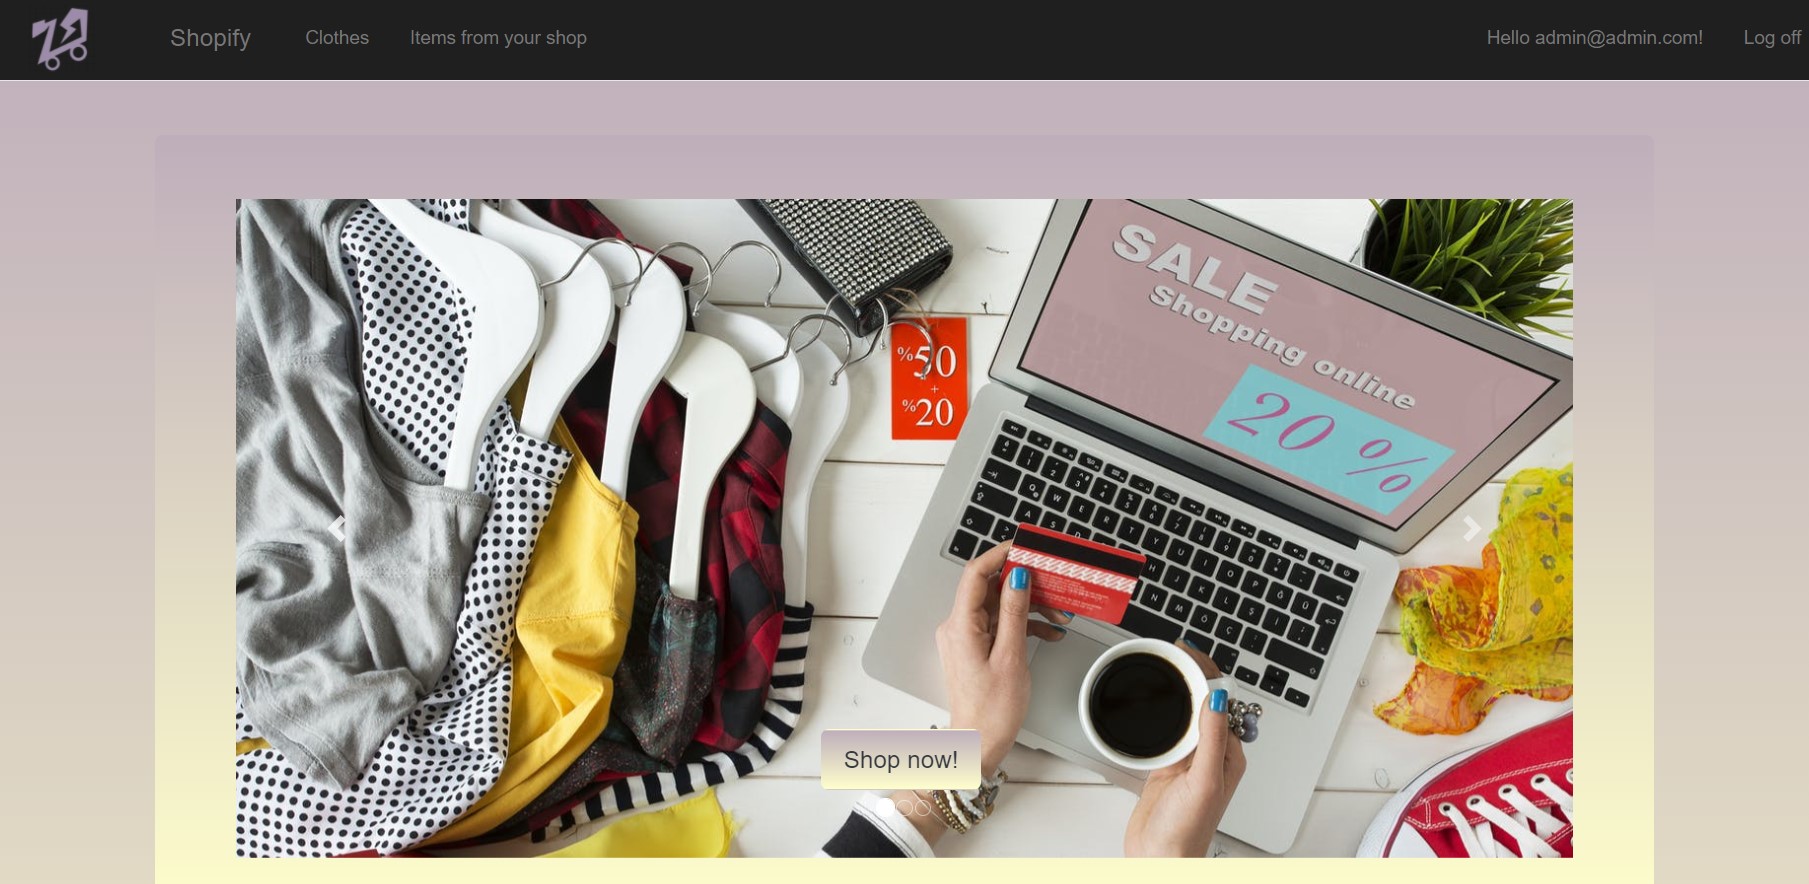 Shopify
Clothes
Items from your shop
Hello admin@admin.com!
Log off
SALE
Shopping online
20 %
%50
+
%20
Shop now!